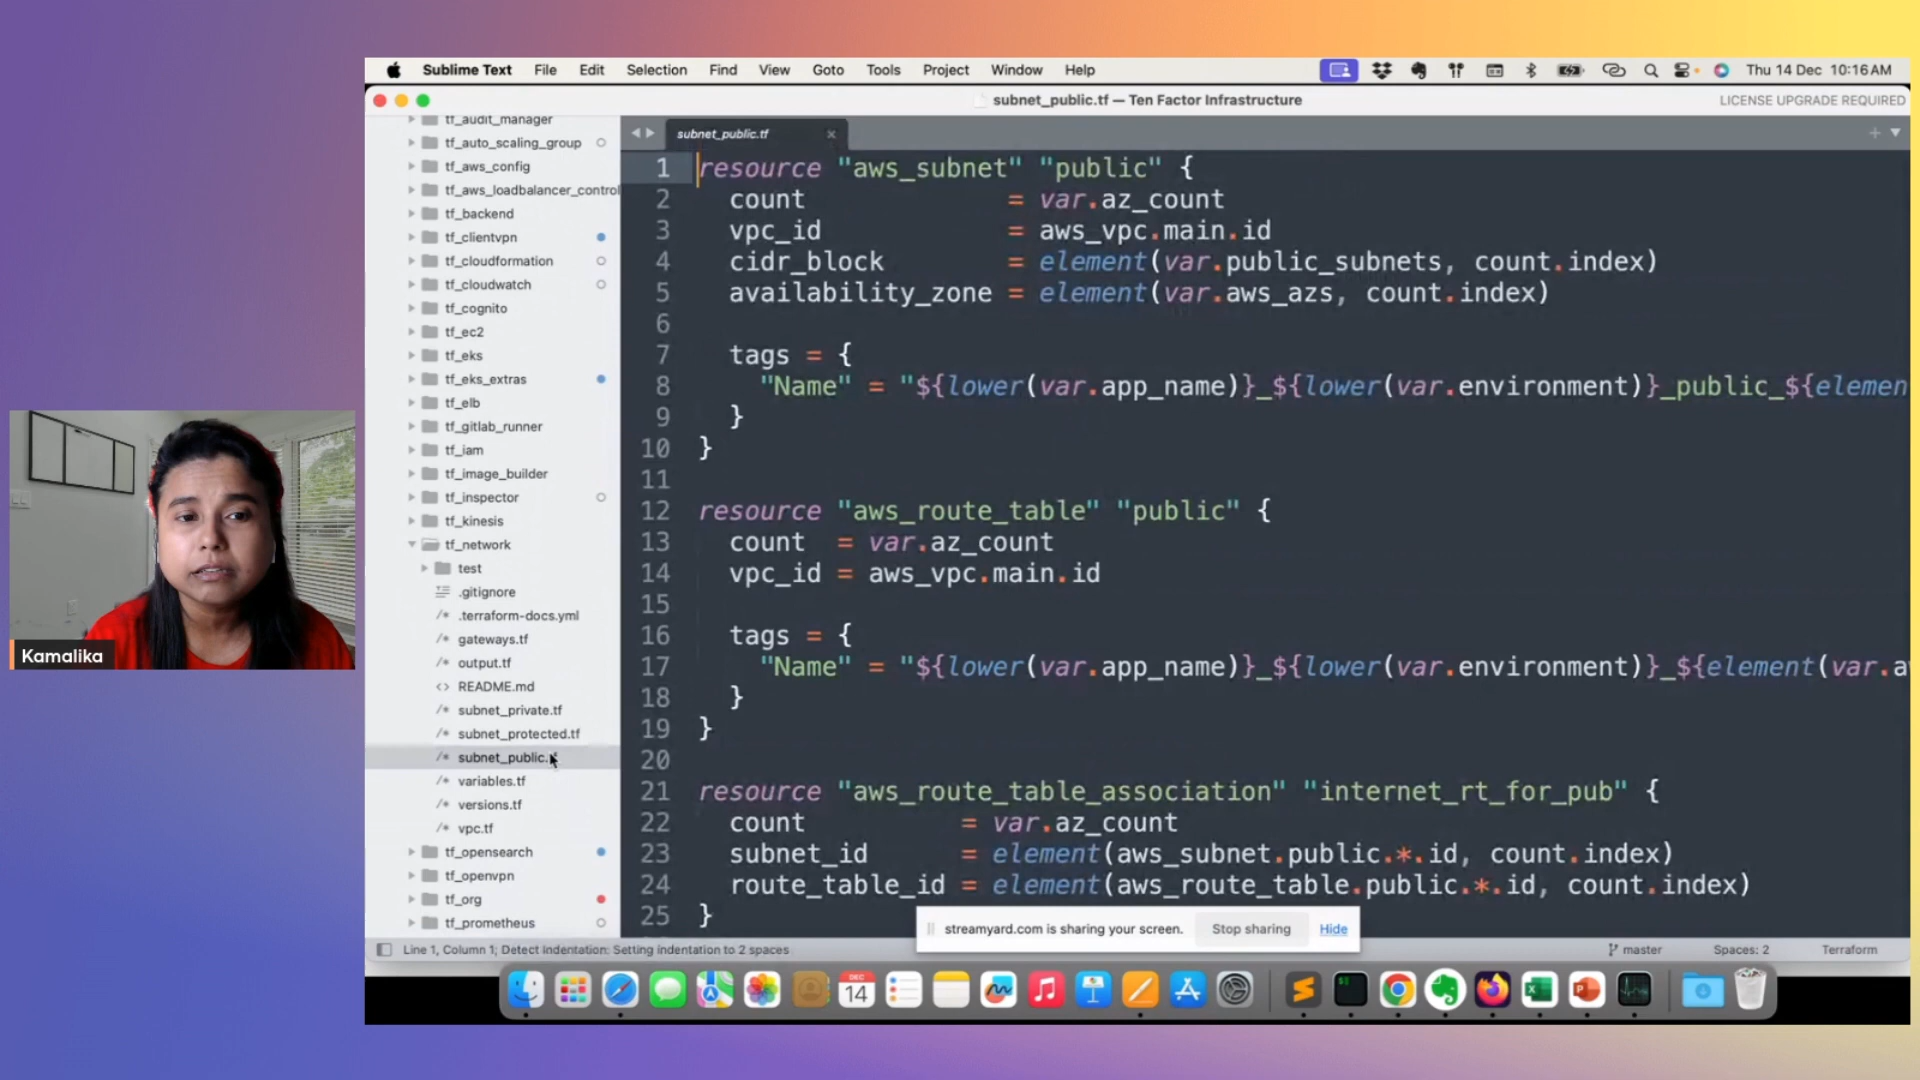 Sublime Text File Edit Selection Find View Goto Tools Project Window Help
Thu 14 Dec 10:16 AM
subnet_public.tf — Ten Factor Infrastructure
LICENSE UPGRADE REQUIRED
tf_audit_manager
tf_auto_scaling_group
tf_aws_config
tf_aws_loadbalancer_control
tf_backend
tf_clientvpn
tf_cloudformation
tf_cloudwatch
tf_cognito
tf_ec2
tf_eks
tf_eks_extras
tf_elb
tf_gitlab_runner
tf_iam
tf_image_builder
tf_inspector
tf_kinesis
tf_network
test
.gitignore
/* .terraform-docs.yml
/* gateways.tf
/* output.tf
<> README.md
/* subnet_private.tf
/* subnet_protected.tf
/* subnet_public.tf
/* variables.tf
/* versions.tf
/* vpc.tf
tf_opensearch
tf_openvpn
tf_org
tf_prometheus
subnet_public.tf
1 resource "aws_subnet" "public" {
2 count = var.az_count
3 vpc_id = aws_vpc.main.id
4 cidr_block = element(var.public_subnets, count.index)
5 availability_zone = element(var.aws_azs, count.index)
6
7 tags = {
8 "Name" = "${lower(var.app_name)}_${lower(var.environment)}_public_${elemen
9 }
10 }
11
12 resource "aws_route_table" "public" {
13 count = var.az_count
14 vpc_id = aws_vpc.main.id
15
16 tags = {
17 "Name" = "${lower(var.app_name)}_${lower(var.environment)}_${element(var.a
18 }
19 }
20
21 resource "aws_route_table_association" "internet_rt_for_pub" {
22 count = var.az_count
23 subnet_id = element(aws_subnet.public.*.id, count.index)
24 route_table_id = element(aws_route_table.public.*.id, count.index)
25 }
streamyard.com is sharing your screen. Stop sharing Hide
Line 1, Column 1; Detect Indentation: Setting indentation to 2 spaces
master Spaces: 2 Terraform
DEC
14
Kamalika